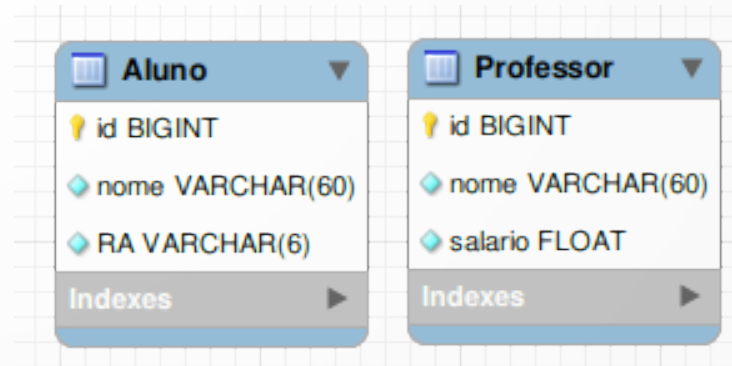 Aluno
id BIGINT
nome VARCHAR(60)
RA VARCHAR(6)
Indexes
Professor
id BIGINT
nome VARCHAR(60)
salario FLOAT
Indexes